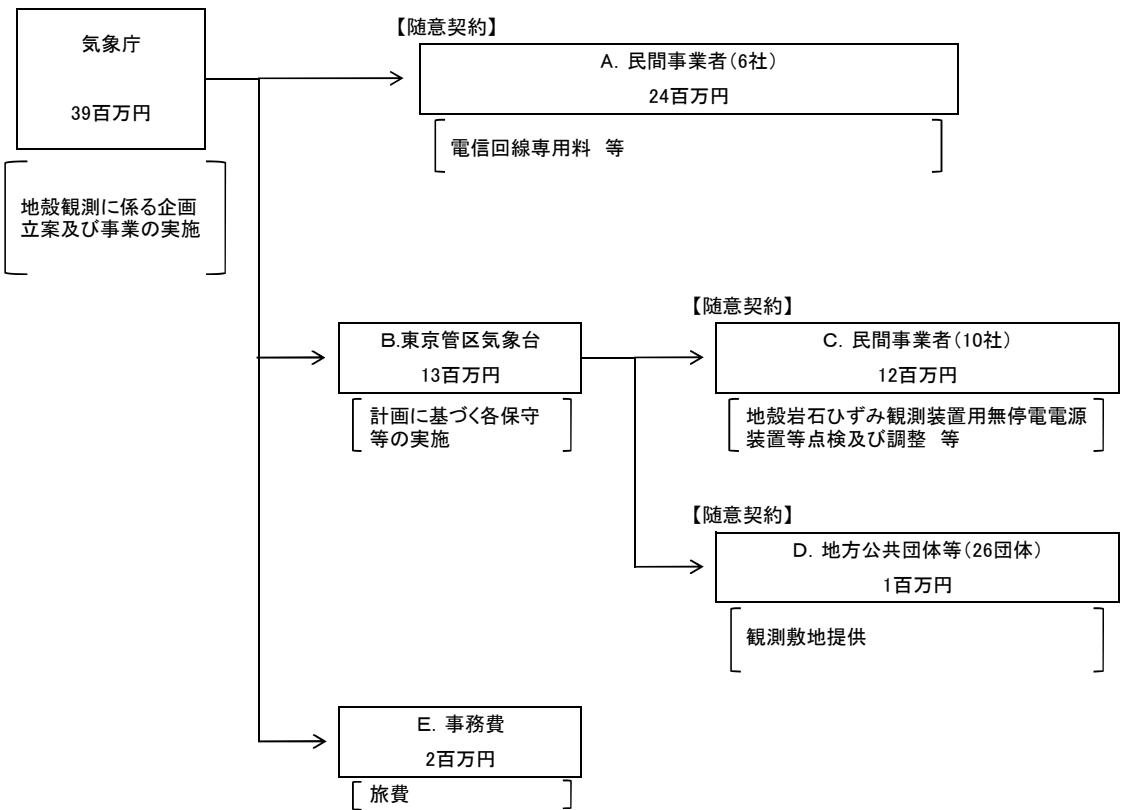 気象庁
39百万円
地殻観測に係る企画
立案及び事業の実施
【随意契約】
A. 民間事業者(6社)
24百万円
電信回線専用料 等
B.東京管区気象台
13百万円
計画に基づく各保守
等の実施
【随意契約】
C. 民間事業者(10社)
12百万円
地殻岩石ひずみ観測装置用無停電電源
装置等点検及び調整 等
【随意契約】
D. 地方公共団体等(26団体)
1百万円
観測敷地提供
E. 事務費
2百万円
旅費